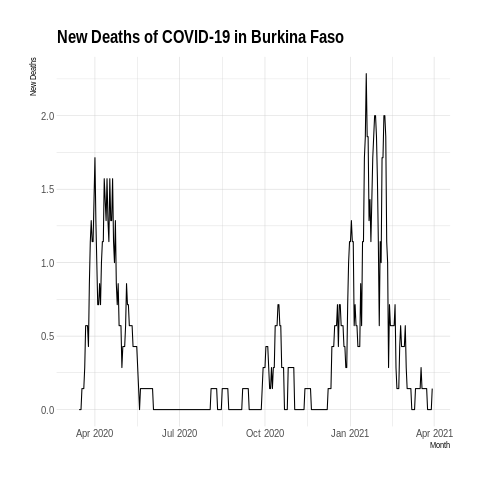 New Deaths of COVID-19 in Burkina Faso
New Deaths
2.0
1.5
1.0
0.5
0.0
Apr 2020 Jul 2020 Oct 2020 Jan 2021 Apr 2021
Month